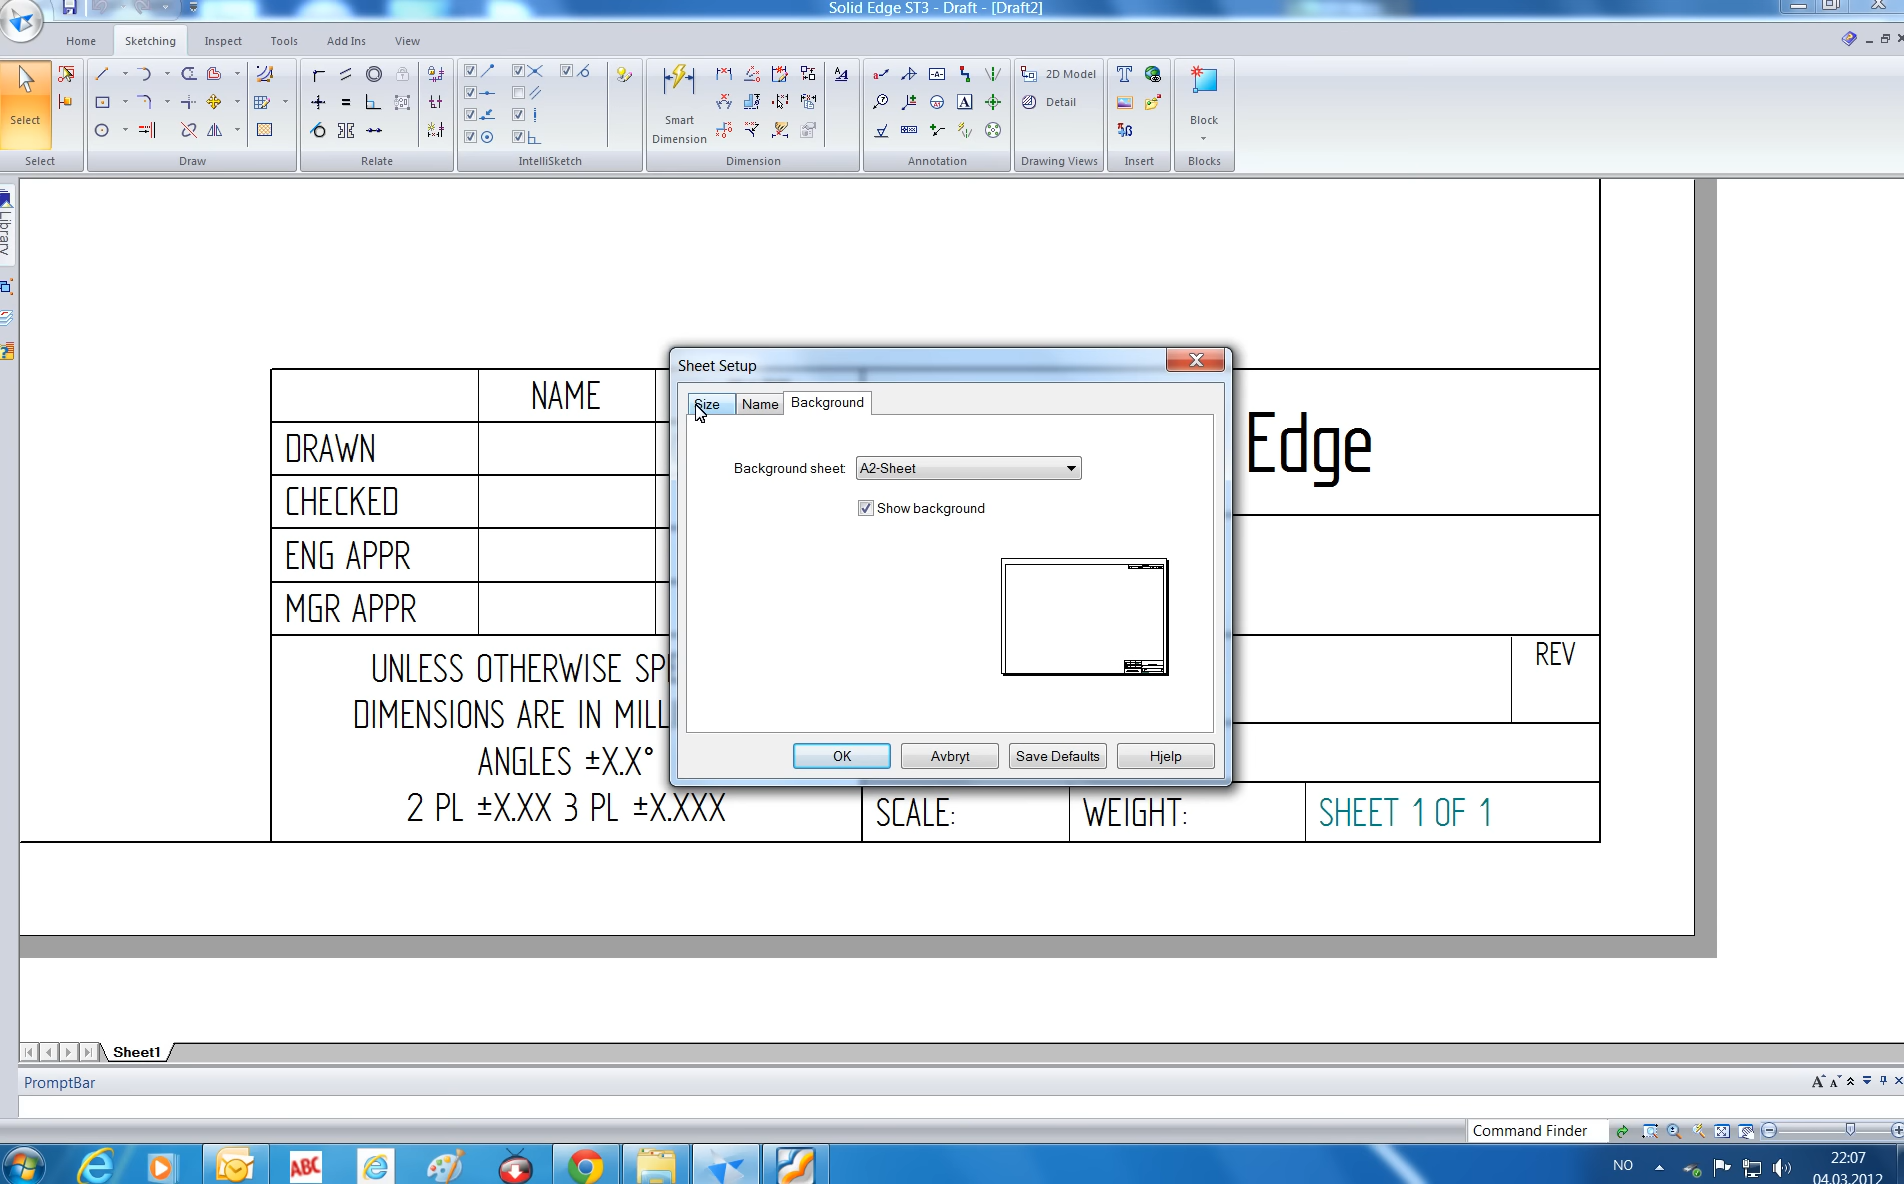 Solid Edge ST3 - Draft - [Draft2]
Home Sketching Inspect Tools Add Ins View
Select
Smart
Dimension
2D Model
Detail
Block
Select Draw Relate IntelliSketch Dimension Annotation Drawing Views Insert Blocks
Library
NAME
DRAWN
CHECKED
ENG APPR
MGR APPR
UNLESS OTHERWISE SP
DIMENSIONS ARE IN MILL
ANGLES ±X.X°
2 PL ±X.XX 3 PL ±X.XXX
Edge
REV
SCALE:
WEIGHT:
SHEET 1 OF 1
Sheet Setup
Size Name Background
Background sheet: A2-Sheet
Show background
OK Avbryt Save Defaults Hjelp
Sheet1
PromptBar
Command Finder
ABC
NO
22:07
04.03.2012